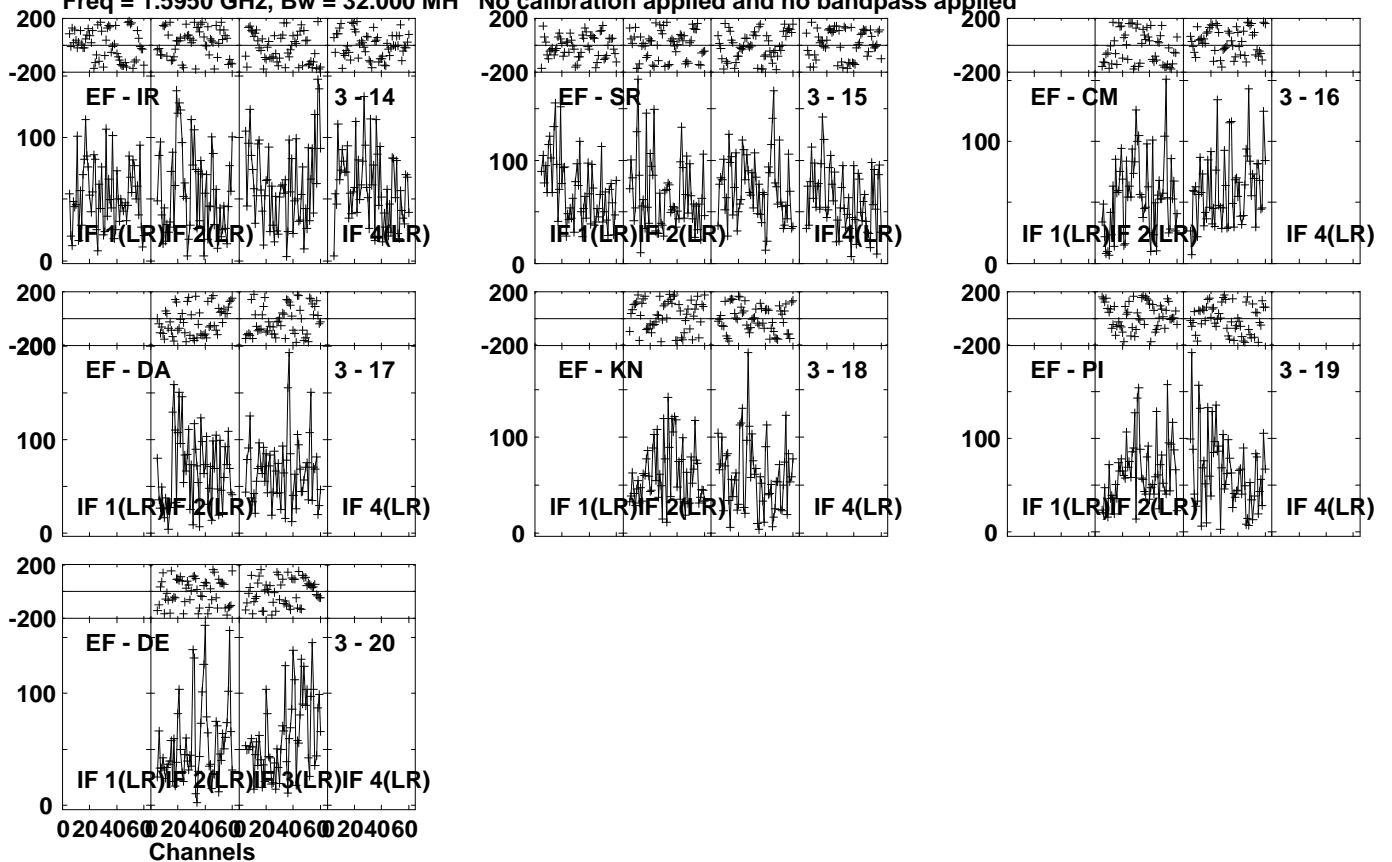 Freq = 1.5950 GHz, Bw = 32.000 MH No calibration applied and no bandpass applied
200
-200
EF - IR 3 - 14
100
IF 1(LR) IF 2(LR) IF 4(LR)
0
200
-200
EF - SR 3 - 15
100
IF 1(LR) IF 2(LR) IF 4(LR)
0
200
-200
EF - CM 3 - 16
100
IF 1(LR) IF 2(LR) IF 4(LR)
0
200
-200
200
EF - DA 3 - 17
100
IF 1(LR) IF 2(LR) IF 4(LR)
0
200
-200
EF - KN 3 - 18
100
IF 1(LR) IF 2(LR) IF 4(LR)
0
200
-200
200
EF - PI 3 - 19
100
IF 1(LR) IF 2(LR) IF 4(LR)
0
200
-200
EF - DE 3 - 20
100
IF 1(LR) IF 2(LR) IF 3(LR) IF 4(LR)
0
0 20 40 60 0 20 40 60 0 20 40 60 0 20 40 60
Channels